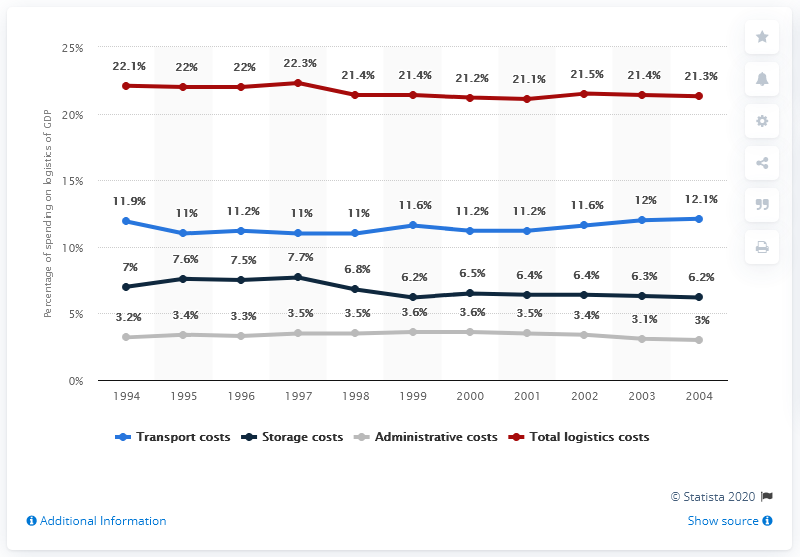 Percentage of spending on logistics of GDP
25%
20%
15%
10%
5%
0%
22.1% 22% 22% 22.3% 21.4% 21.4% 21.2% 21.1% 21.5% 21.4% 21.3%
11.9% 11% 11.2% 11% 11% 11.6% 11.2% 11.2% 11.6% 12% 12.1%
7% 7.6% 7.5% 7.7% 6.8% 6.2% 6.5% 6.4% 6.4% 6.3% 6.2%
3.2% 3.4% 3.3% 3.5% 3.5% 3.6% 3.6% 3.5% 3.4% 3.1% 3%
1994 1995 1996 1997 1998 1999 2000 2001 2002 2003 2004
Transport costs Storage costs Administrative costs Total logistics costs
© Statista 2020
Additional Information Show source